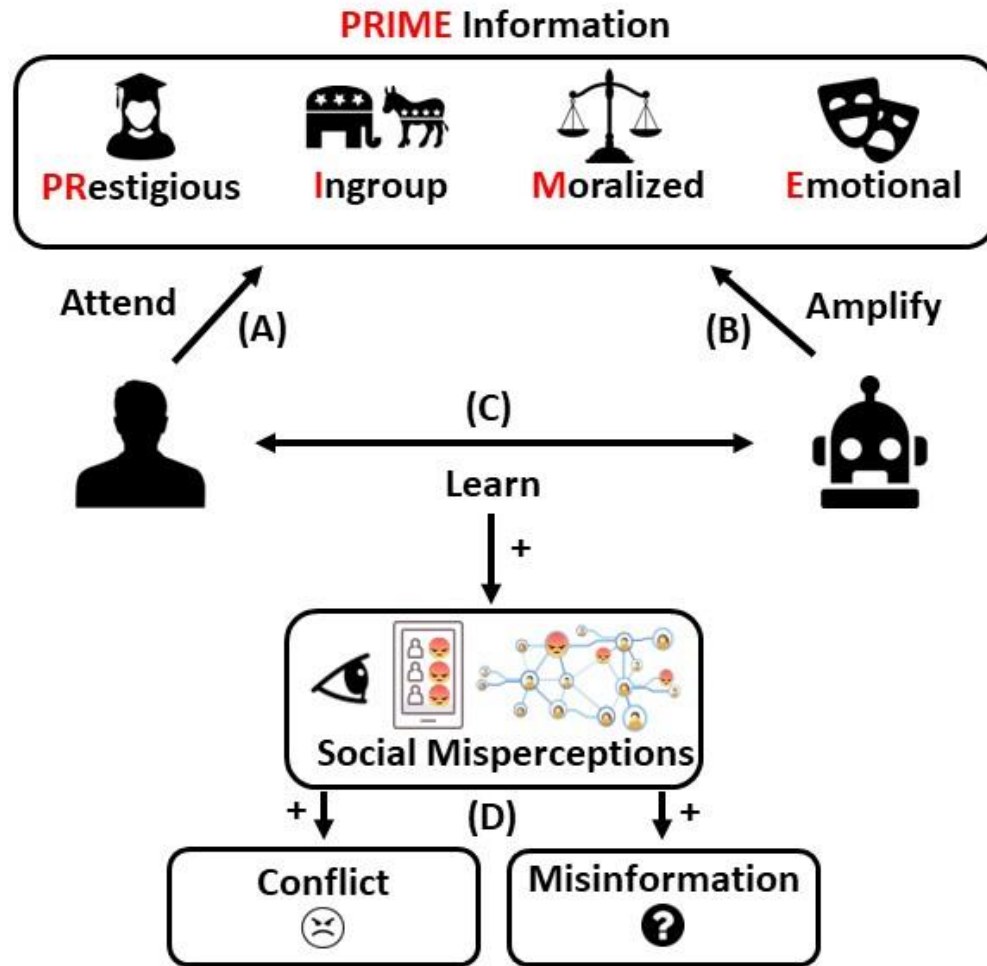 PRIME Information
PRestigious Ingroup Moralized Emotional
Attend
(A)
(B)
Amplify
(C)
Learn
+
Social Misperceptions
+ (D) +
Conflict
Misinformation
?